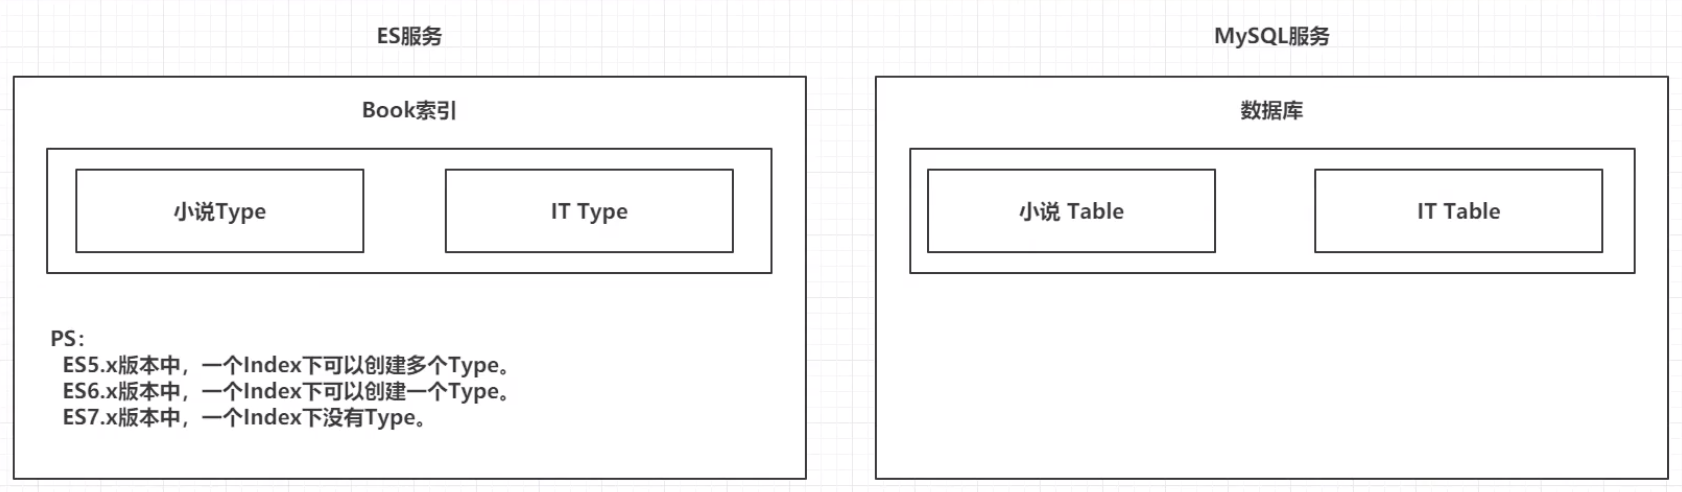 ES服务
Book索引
小说Type
IT Type
PS：
ES5.x版本中，一个Index下可以创建多个Type。
ES6.x版本中，一个Index下可以创建一个Type。
ES7.x版本中，一个Index下没有Type。
MySQL服务
数据库
小说 Table
IT Table